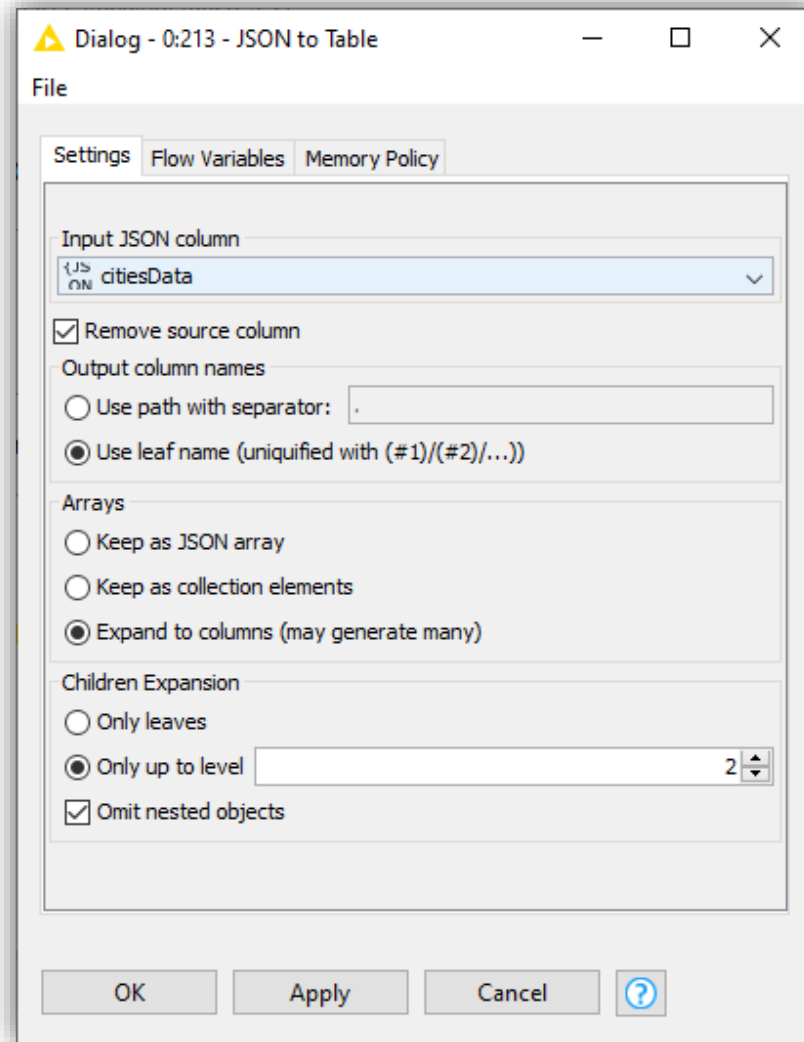 Dialog - 0:213 - JSON to Table
File
Settings Flow Variables Memory Policy
Input JSON column
{JS
ON citiesData
Remove source column
Output column names
Use path with separator: .
Use leaf name (uniquified with (#1)/(#2)/...))
Arrays
Keep as JSON array
Keep as collection elements
Expand to columns (may generate many)
Children Expansion
Only leaves
Only up to level 2
Omit nested objects
OK Apply Cancel ?